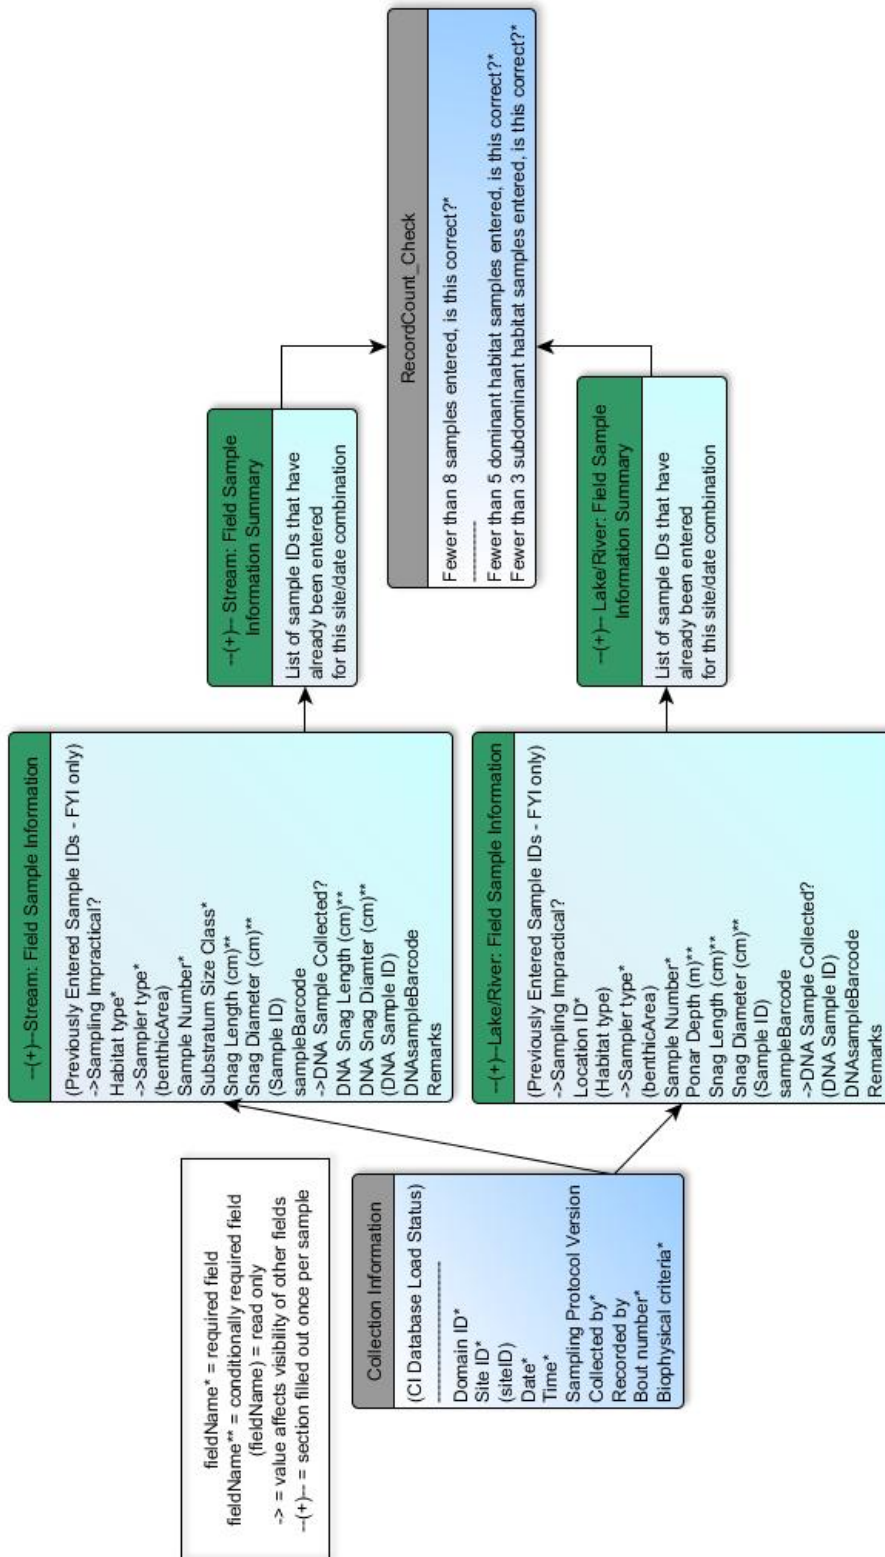 fieldName* = required field
fieldName** = conditionally required field
(fieldName) = read only
-> = value affects visibility of other fields
--(+)-- = section filled out once per sample
Collection Information
(CI Database Load Status)
------------------------------
Domain ID*
Site ID*
(siteID)
Date*
Time*
Sampling Protocol Version
Collected by*
Recorded by
Bout number*
Biophysical criteria*
--(+)--Stream: Field Sample Information
(Previously Entered Sample IDs - FYI only)
->Sampling Impractical?
Habitat type*
->Sampler type*
(benthicArea)
Sample Number*
Substratum Size Class*
Snag Length (cm)**
Snag Diameter (cm)**
(Sample ID)
sampleBarcode
->DNA Sample Collected?
DNA Snag Length (cm)**
DNA Snag Diamter (cm)**
(DNA Sample ID)
DNAsampleBarcode
Remarks
--(+)--Lake/River: Field Sample Information
(Previously Entered Sample IDs - FYI only)
->Sampling Impractical?
Location ID*
(Habitat type)
->Sampler type*
(benthicArea)
Sample Number*
Ponar Depth (m)**
Snag Length (cm)**
Snag Diameter (cm)**
(Sample ID)
sampleBarcode
->DNA Sample Collected?
(DNA Sample ID)
DNAsampleBarcode
Remarks
--(+)-- Stream: Field Sample
Information Summary
List of sample IDs that have
already been entered
for this site/date combination
--(+)-- Lake/River: Field Sample
Information Summary
List of sample IDs that have
already been entered
for this site/date combination
RecordCount_Check
Fewer than 8 samples entered, is this correct?*
--------------
Fewer than 5 dominant habitat samples entered, is this correct?*
Fewer than 3 subdominant habitat samples entered, is this correct?*